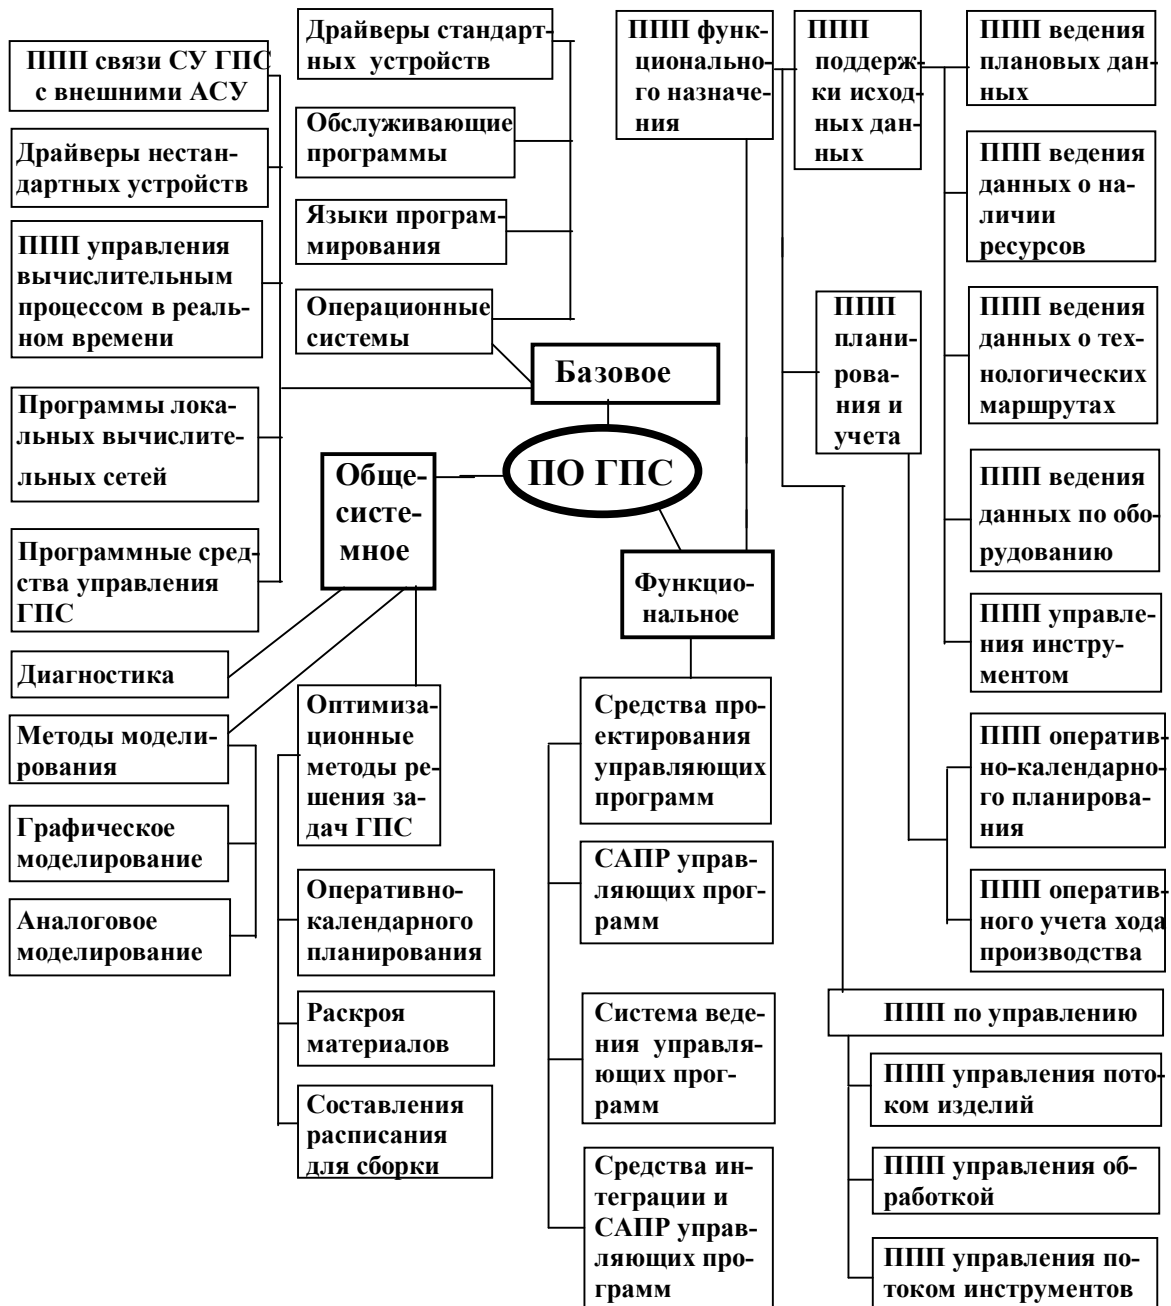 ППП связи СУ ГПС
с внешними АСУ
Драйверы нестан-
дартных устройств
ППП управления
вычислительным
процессом в реаль-
ном времени
Программы лока-
льных вычислите-
льных сетей
Программные сред-
ства управления
ГПС
Диагностика
Методы модели-
рования
Графическое
моделирование
Аналоговое
моделирование
Драйверы стандарт-
ных устройств
Обслуживающие
программы
Языки програм-
мирования
Операционные
системы
Базовое
ПО ГПС
Обще-
систе-
мное
Функцио-
нальное
Оптимиза-
ционные
методы ре-
шения за-
дач ГПС
Оперативно-
календарного
планирования
Раскроя
материалов
Составления
расписания
для сборки
Средства про-
ектирования
управляющих
программ
САПР управ-
ляющих прог-
рамм
Система веде-
ния управля-
ющих прог-
рамм
Средства ин-
теграции и
САПР управ-
ляющих про-
грамм
ППП функ-
ционально-
го назначе-
ния
ППП
поддерж-
ки исход-
ных дан-
ных
ППП
плани-
рова-
ния и
учета
ППП ведения
плановых дан-
ных
ППП ведения
данных о на-
личии
ресурсов
ППП ведения
данных о тех-
нологических
маршрутах
ППП ведения
данных по обо-
рудованию
ППП управле-
ния инстру-
ментом
ППП оператив-
но-календарно-
го планирова-
ния
ППП оператив-
ного учета хода
производства
ППП по управлению
ППП управления пото-
ком изделий
ППП управления об-
работкой
ППП управления по-
током инструментов